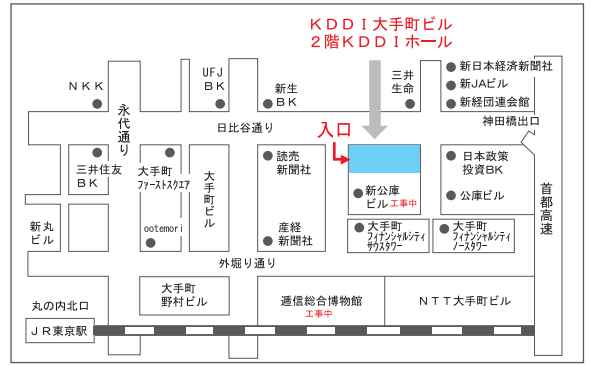 KDDI大手町ビル
2階KDDIホール
NKK
UFJ
BK
新生
BK
三井
生命
新日本経済新聞社
新JAビル
新経団連会館
神田橋出口
永代通り
日比谷通り
入口
三井住友
BK
大手町
ファーストスクエア
大手町ビル
読売
新聞社
新公庫
ビル
工事中
日本政策
投資BK
公庫ビル
首都高速
新丸
ビル
ootemori
産経
新聞社
大手町
フィナンシャルシティ
サウスタワー
大手町
フィナンシャルシティ
ノースタワー
外堀り通り
丸の内北口
JR東京駅
大手町
野村ビル
逓信総合博物館
工事中
NTT大手町ビル